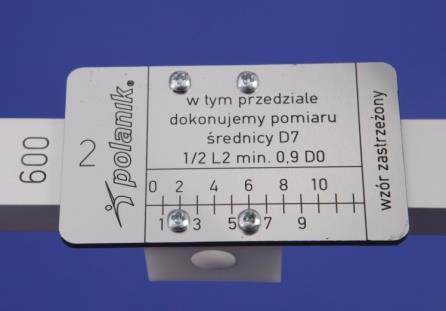 600
2
polanik®
w tym przedziale
dokonujemy pomiaru
średnicy D7
1/2 L2 min. 0,9 D0
0 2 4 6 8 10
1 3 5 7 9
wzór zastrzeżony